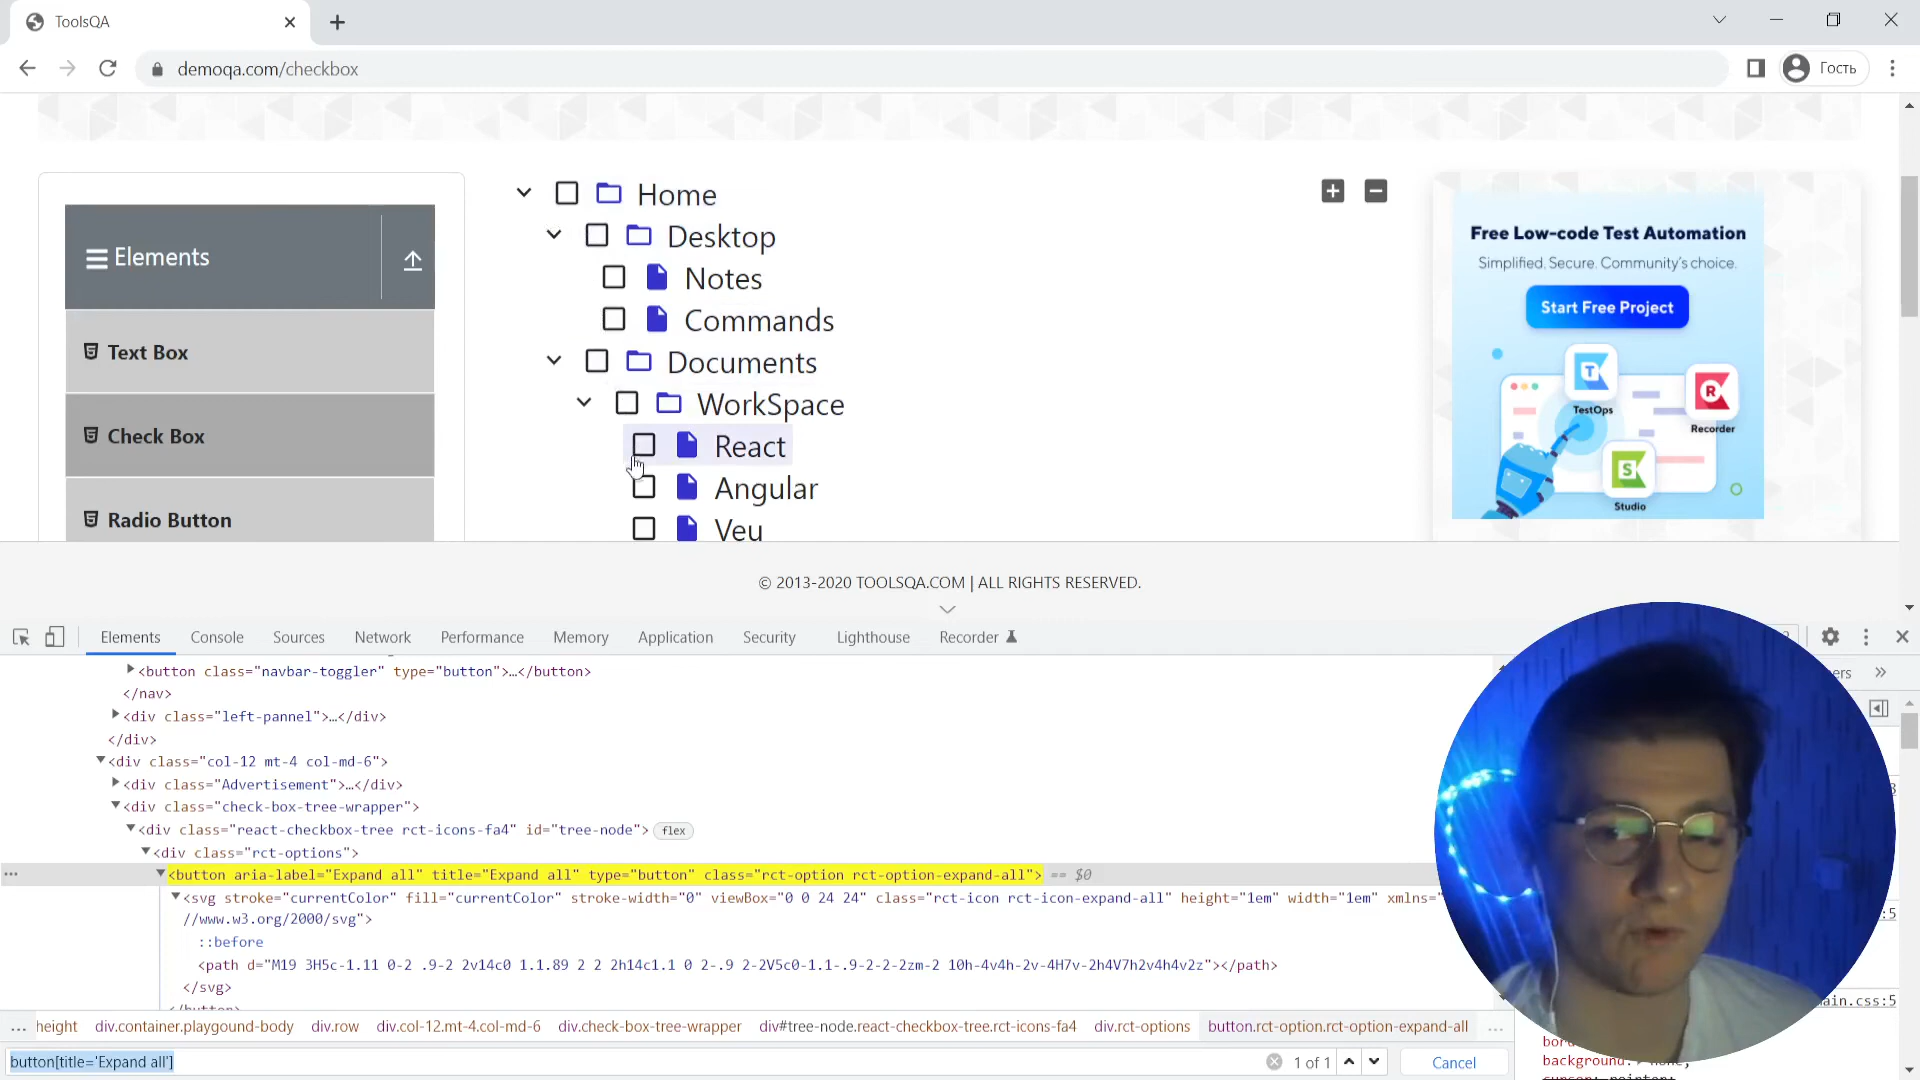 ToolsQA
demoqa.com/checkbox
Гость
Elements
Text Box
Check Box
Radio Button
Home
Desktop
Notes
Commands
Documents
WorkSpace
React
Angular
Veu
Free Low-code Test Automation
Simplified. Secure. Community's choice.
Start Free Project
T
TestOps
R
Recorder
S
Studio
© 2013-2020 TOOLSQA.COM | ALL RIGHTS RESERVED.
Elements Console Sources Network Performance Memory Application Security Lighthouse Recorder
<button class="navbar-toggler" type="button">…</button>
</nav>
<div class="left-pannel">…</div>
</div>
<div class="col-12 mt-4 col-md-6">
<div class="Advertisement">…</div>
<div class="check-box-tree-wrapper">
<div class="react-checkbox-tree rct-icons-fa4" id="tree-node"> flex
<div class="rct-options">
<button aria-label="Expand all" title="Expand all" type="button" class="rct-option rct-option-expand-all"> == $0
<svg stroke="currentColor" fill="currentColor" stroke-width="0" viewBox="0 0 24 24" class="rct-icon rct-icon-expand-all" height="1em" width="1em" xmlns="
//www.w3.org/2000/svg">
::before
<path d="M19 3H5c-1.11 0-2 .9-2 2v14c0 1.1.89 2 2 2h14c1.1 0 2-.9 2-2V5c0-1.1-.9-2-2-2zm-2 10h-4v4h-2v-4H7v-2h4V7h2v4h4v2z"></path>
</svg>
... height div.container.playgound-body div.row div.col-12.mt-4.col-md-6 div.check-box-tree-wrapper div#tree-node.react-checkbox-tree.rct-icons-fa4 div.rct-options button.rct-option.rct-option-expand-all ...
button[title='Expand all']
1 of 1
Cancel
ain.css:5
background: none;
cursor: pointer;